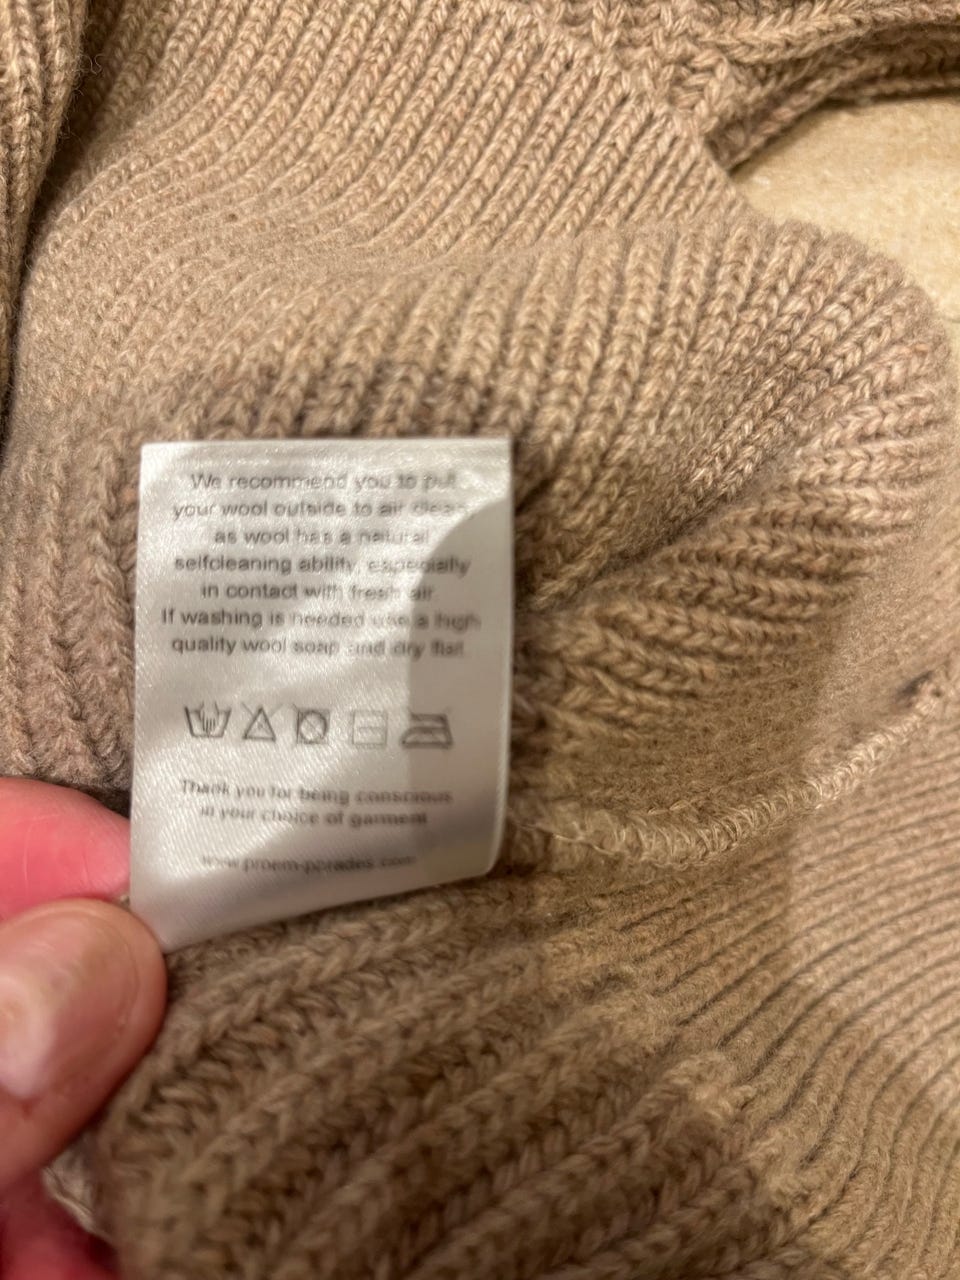 We recommend you to put
your wool outside to air clean
as wool has a natural
selfcleaning ability, especially
in contact with fresh air.
If washing is needed use a high
quality wool soap and dry flat.
Thank you for being conscious
in your choice of garment
www.proem-parades.com